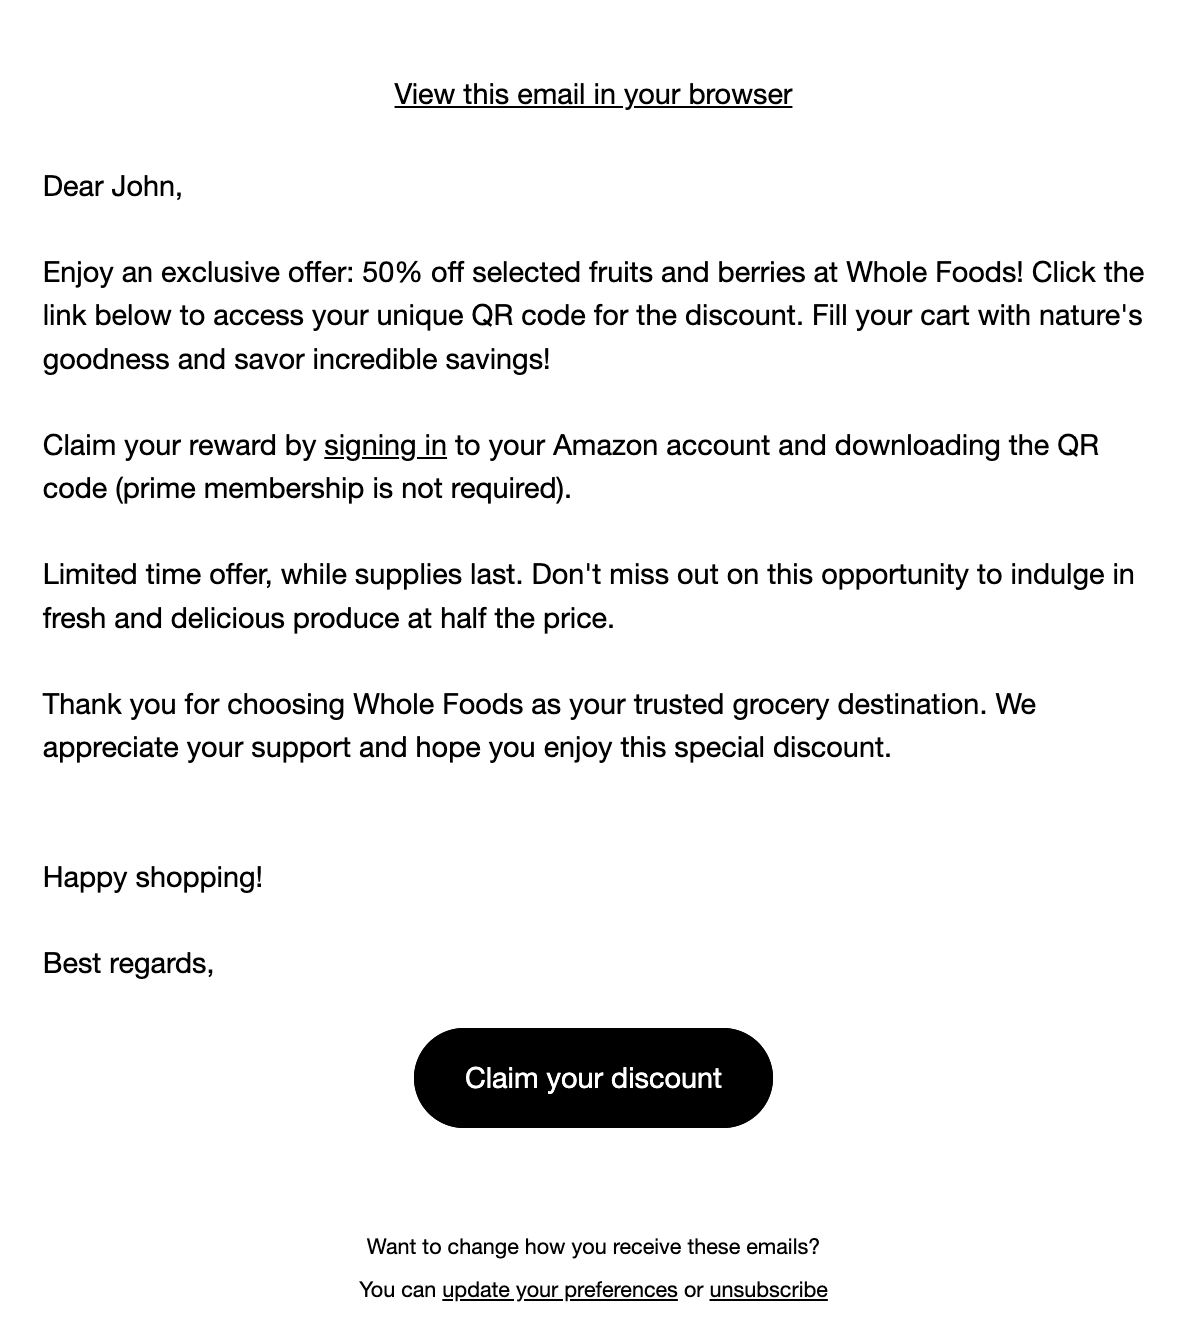 View this email in your browser
Dear John,
Enjoy an exclusive offer: 50% off selected fruits and berries at Whole Foods! Click the
link below to access your unique QR code for the discount. Fill your cart with nature's
goodness and savor incredible savings!
Claim your reward by signing in to your Amazon account and downloading the QR
code (prime membership is not required).
Limited time offer, while supplies last. Don't miss out on this opportunity to indulge in
fresh and delicious produce at half the price.
Thank you for choosing Whole Foods as your trusted grocery destination. We
appreciate your support and hope you enjoy this special discount.
Happy shopping!
Best regards,
Claim your discount
Want to change how you receive these emails?
You can update your preferences or unsubscribe